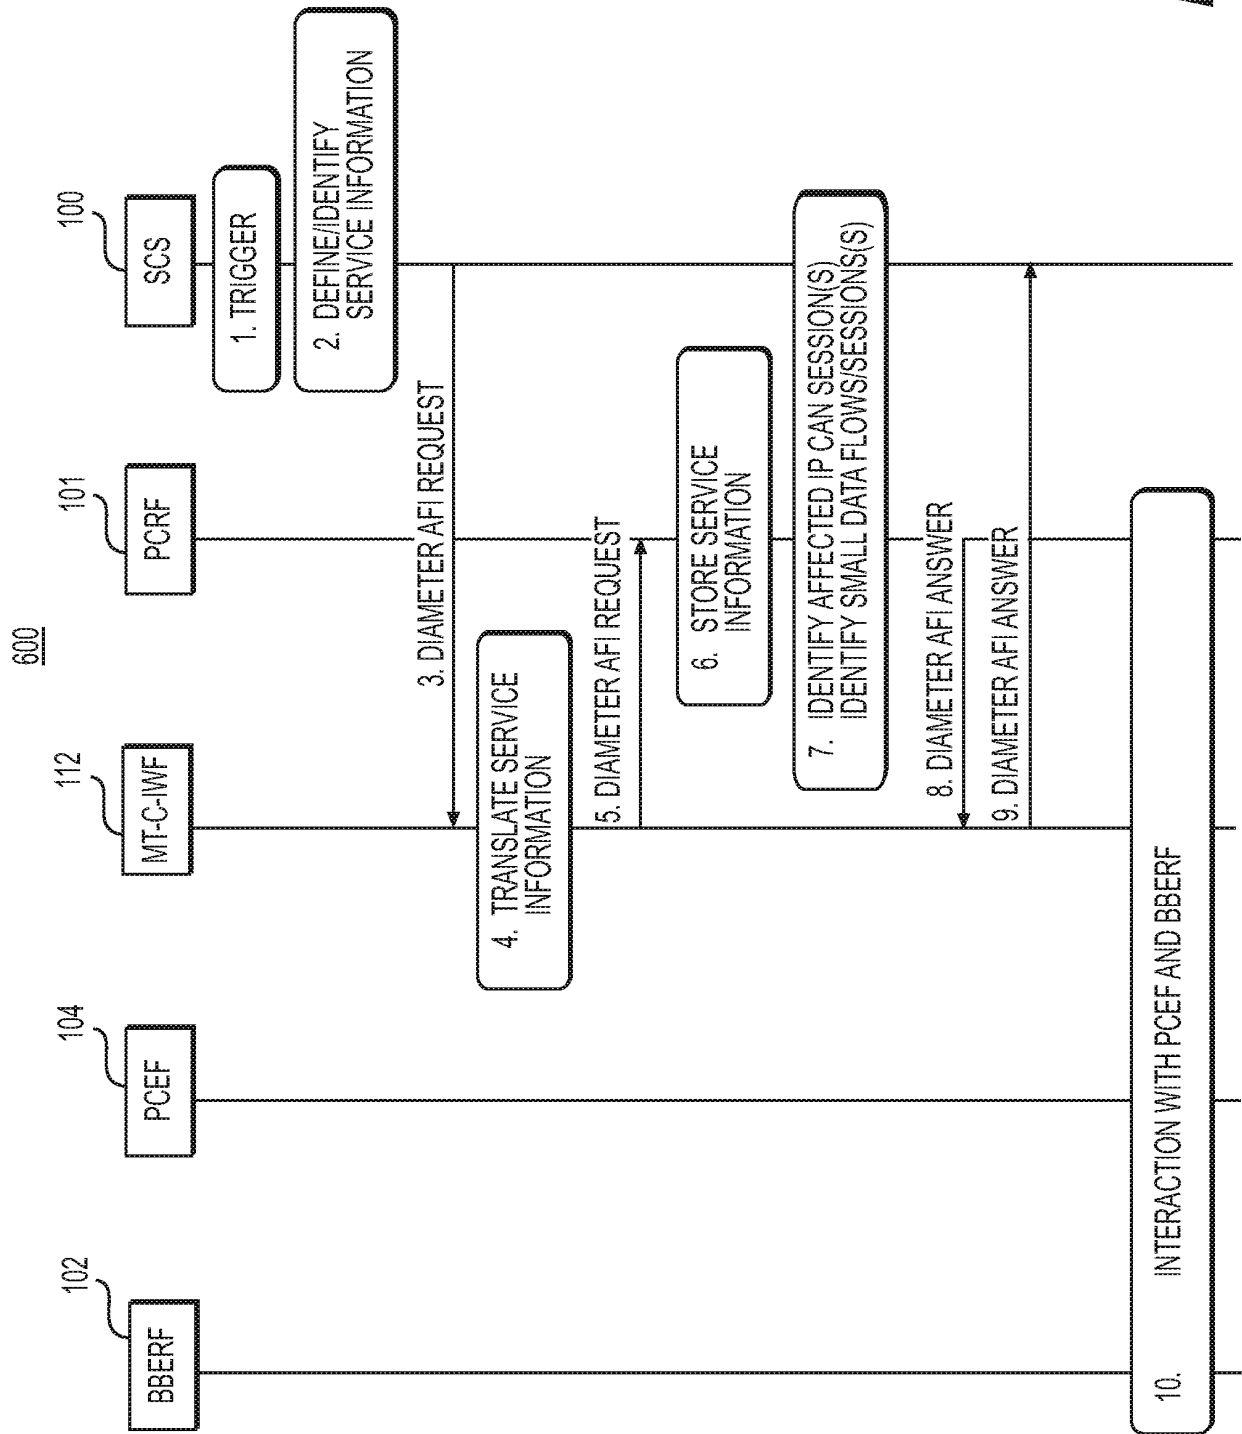 600
102
BBERF
104
PCEF
112
MT-C-IWF
101
PCRF
100
SCS
1. TRIGGER
2. DEFINE/IDENTIFY
SERVICE INFORMATION
3. DIAMETER AFI REQUEST
4. TRANSLATE SERVICE
INFORMATION
5. DIAMETER AFI REQUEST
6. STORE SERVICE
INFORMATION
7. IDENTIFY AFFECTED IP CAN SESSION(S)
IDENTIFY SMALL DATA FLOWS/SESSIONS(S)
8. DIAMETER AFI ANSWER
9. DIAMETER AFI ANSWER
10. INTERACTION WITH PCEF AND BBERF